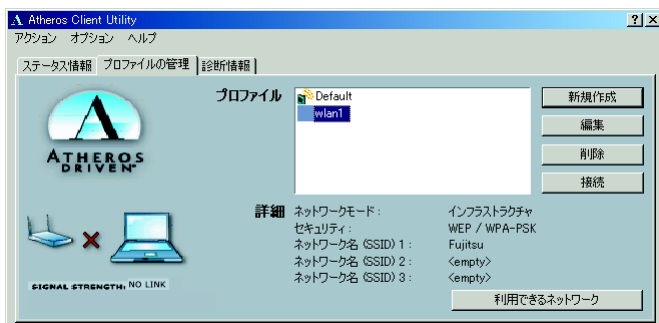 Atheros Client Utility
アクション オプション ヘルプ
ステータス情報 プロファイルの管理 診断情報
プロファイル
Default
wlan1
新規作成
編集
削除
接続
ATHEROS
DRIVEN
詳細
ネットワークモード： インフラストラクチャ
セキュリティ： WEP / WPA-PSK
ネットワーク名 (SSID) 1： Fujitsu
ネットワーク名 (SSID) 2： <empty>
ネットワーク名 (SSID) 3： <empty>
SIGNAL STRENGTH: NO LINK
利用できるネットワーク